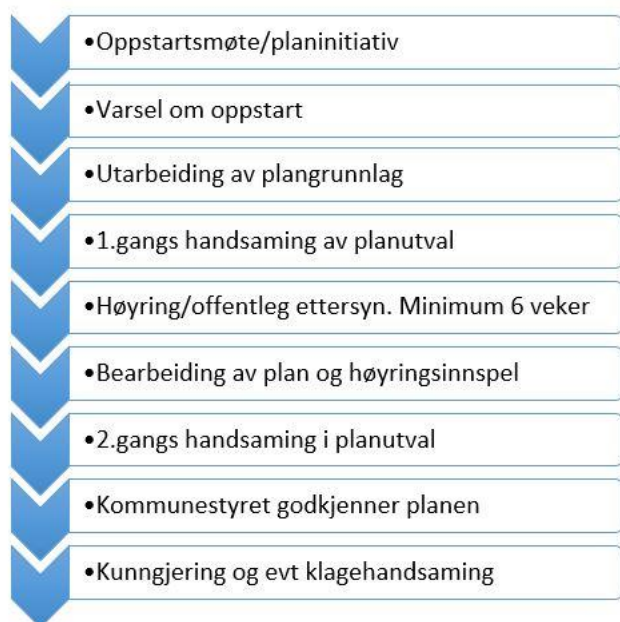 •Oppstartsmøte/planinitiativ
•Varsel om oppstart
•Utarbeiding av plangrunnlag
•1.gangs handsaming av planutval
•Høyring/offentleg ettersyn. Minimum 6 veker
•Bearbeiding av plan og høyringsinnspel
•2.gangs handsaming i planutval
•Kommunestyret godkjenner planen
•Kunngjering og evt klagehandsaming